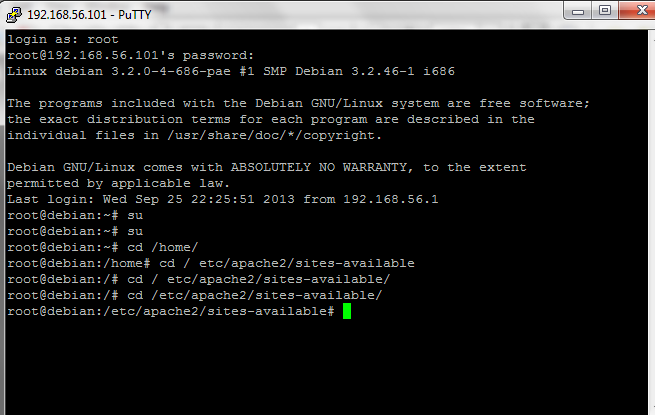 192.168.56.101 - PuTTY
login as: root
root@192.168.56.101's password:
Linux debian 3.2.0-4-686-pae #1 SMP Debian 3.2.46-1 i686
The programs included with the Debian GNU/Linux system are free software;
the exact distribution terms for each program are described in the
individual files in /usr/share/doc/*/copyright.
Debian GNU/Linux comes with ABSOLUTELY NO WARRANTY, to the extent
permitted by applicable law.
Last login: Wed Sep 25 22:25:51 2013 from 192.168.56.1
root@debian:~# su
root@debian:~# su
root@debian:~# cd /home/
root@debian:/home# cd / etc/apache2/sites-available
root@debian:/# cd / etc/apache2/sites-available/
root@debian:/# cd /etc/apache2/sites-available/
root@debian:/etc/apache2/sites-available#